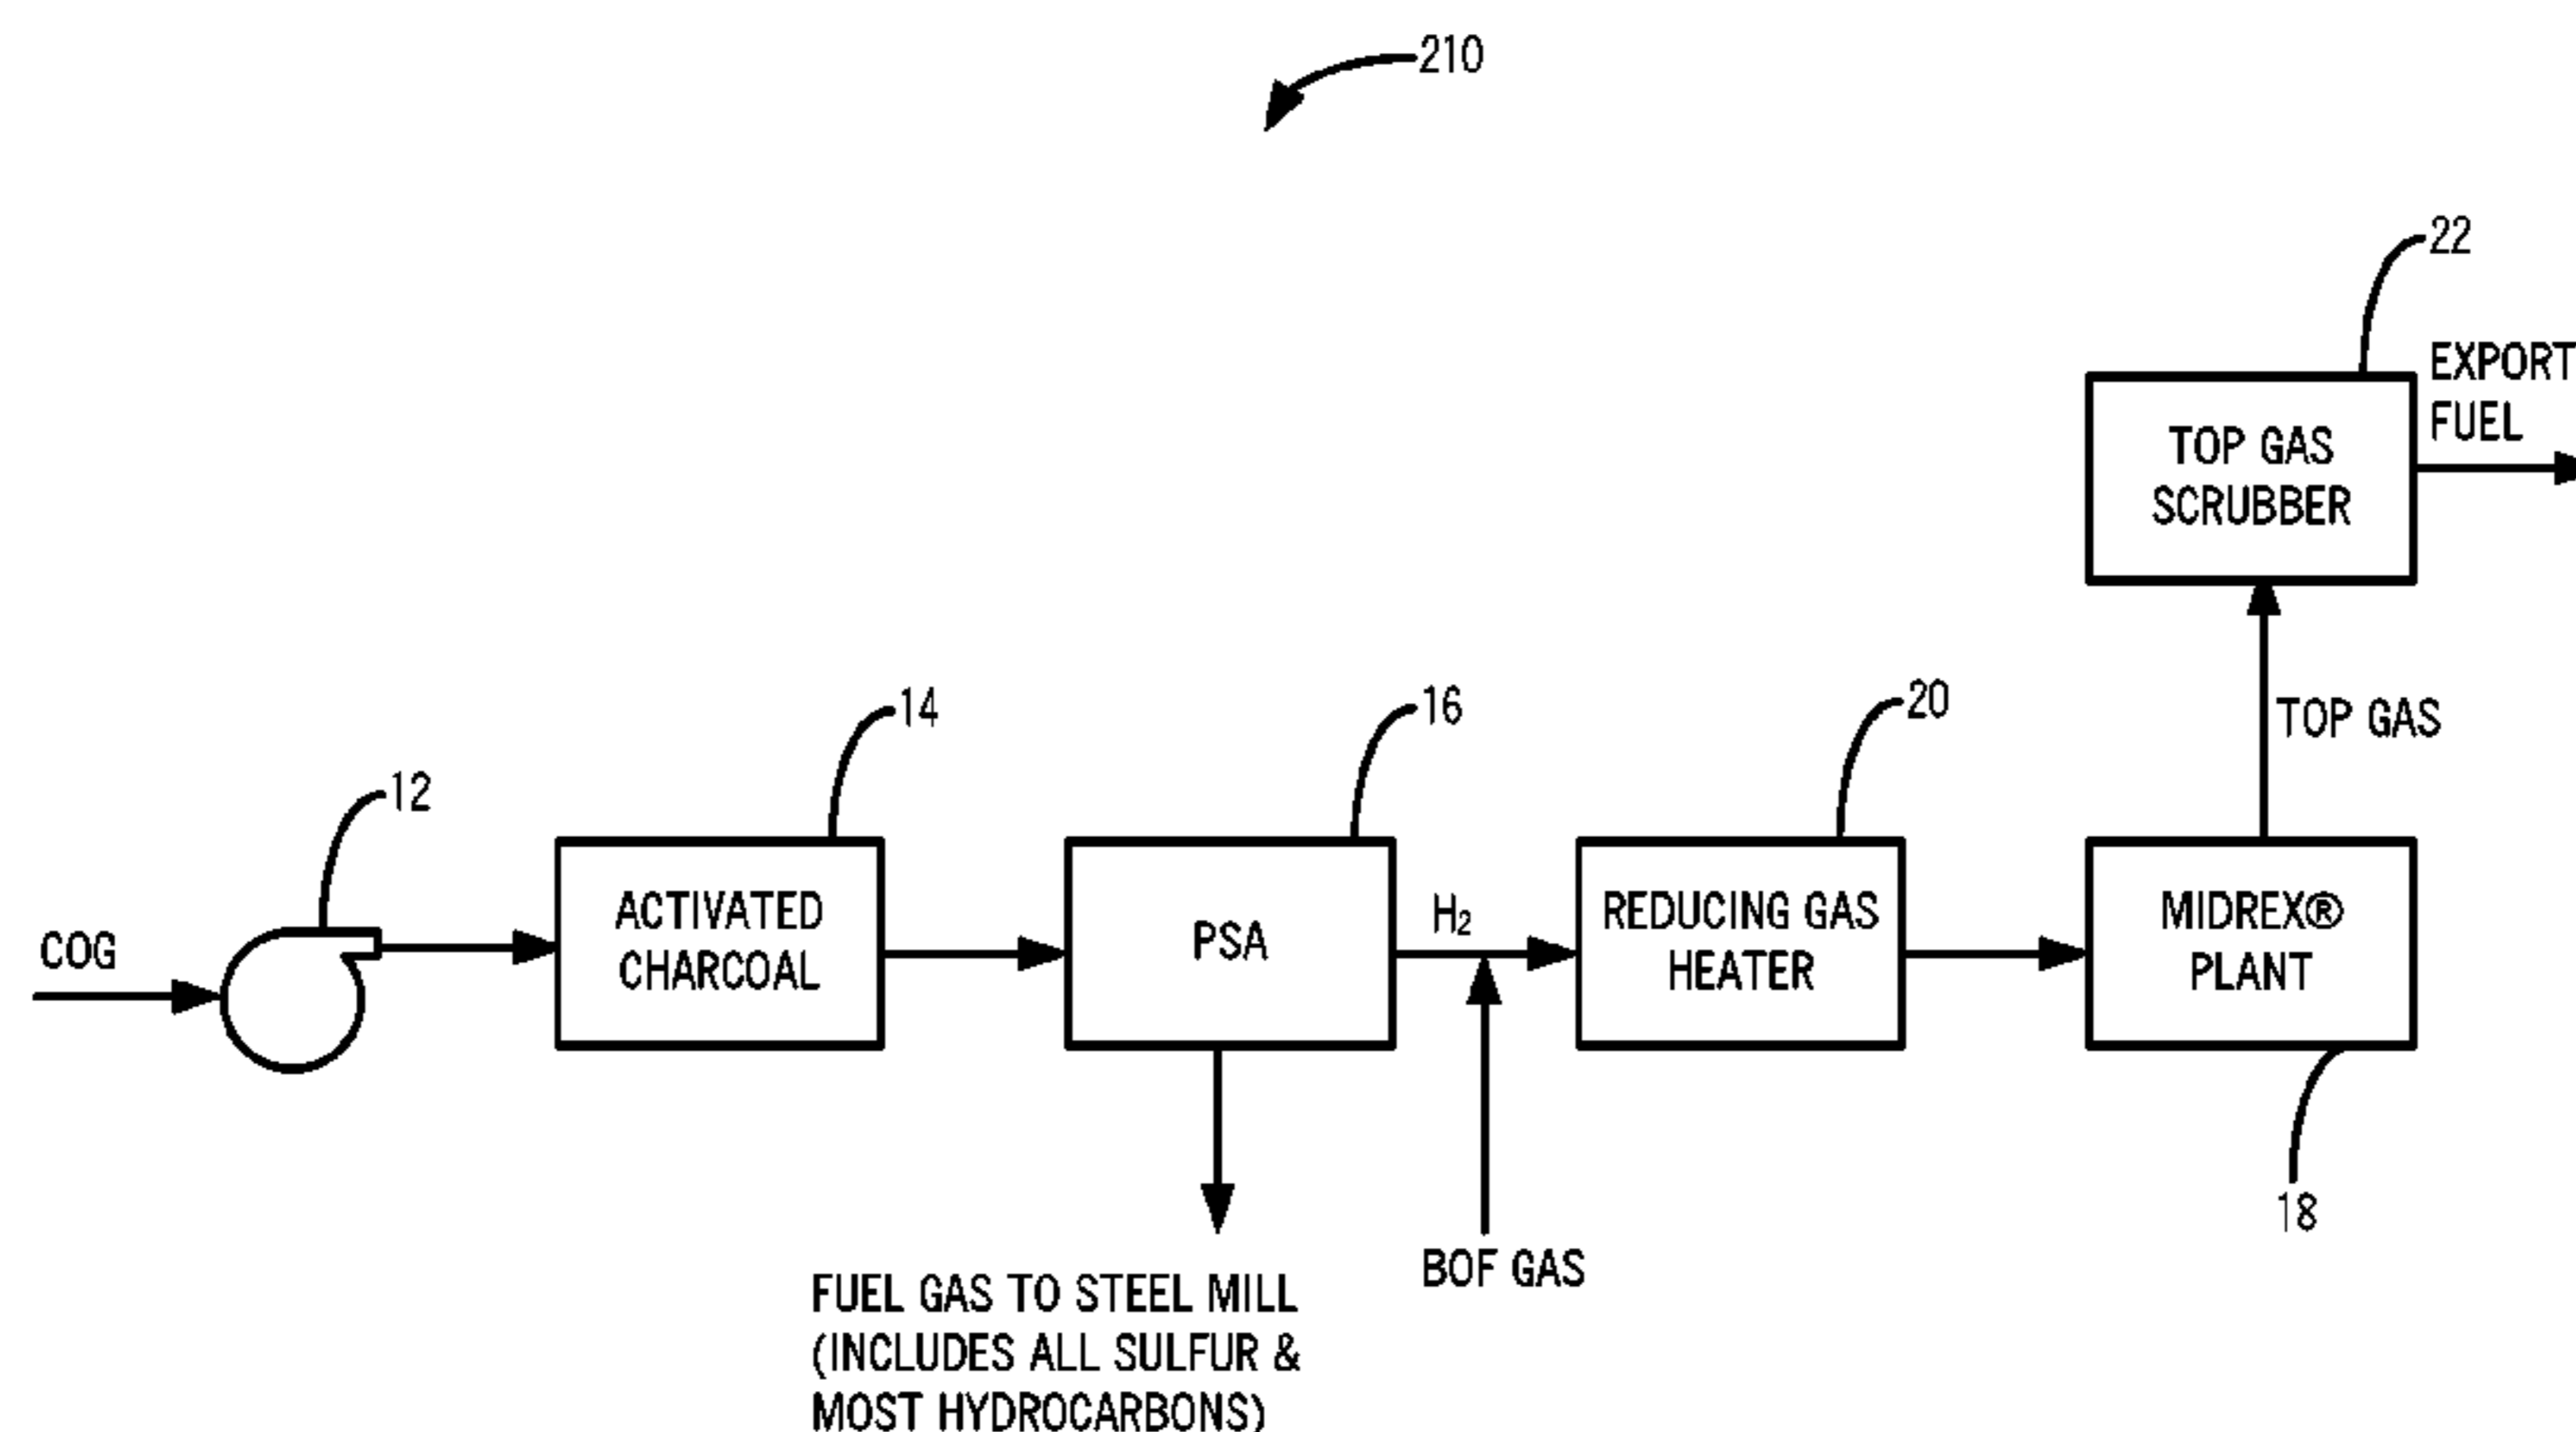 210
22
EXPORT
FUEL
TOP GAS
SCRUBBER
14
16
20
TOP GAS
12
COG
ACTIVATED
CHARCOAL
PSA
H₂
REDUCING GAS
HEATER
MIDREX®
PLANT
18
BOF GAS
FUEL GAS TO STEEL MILL
(INCLUDES ALL SULFUR &
MOST HYDROCARBONS)